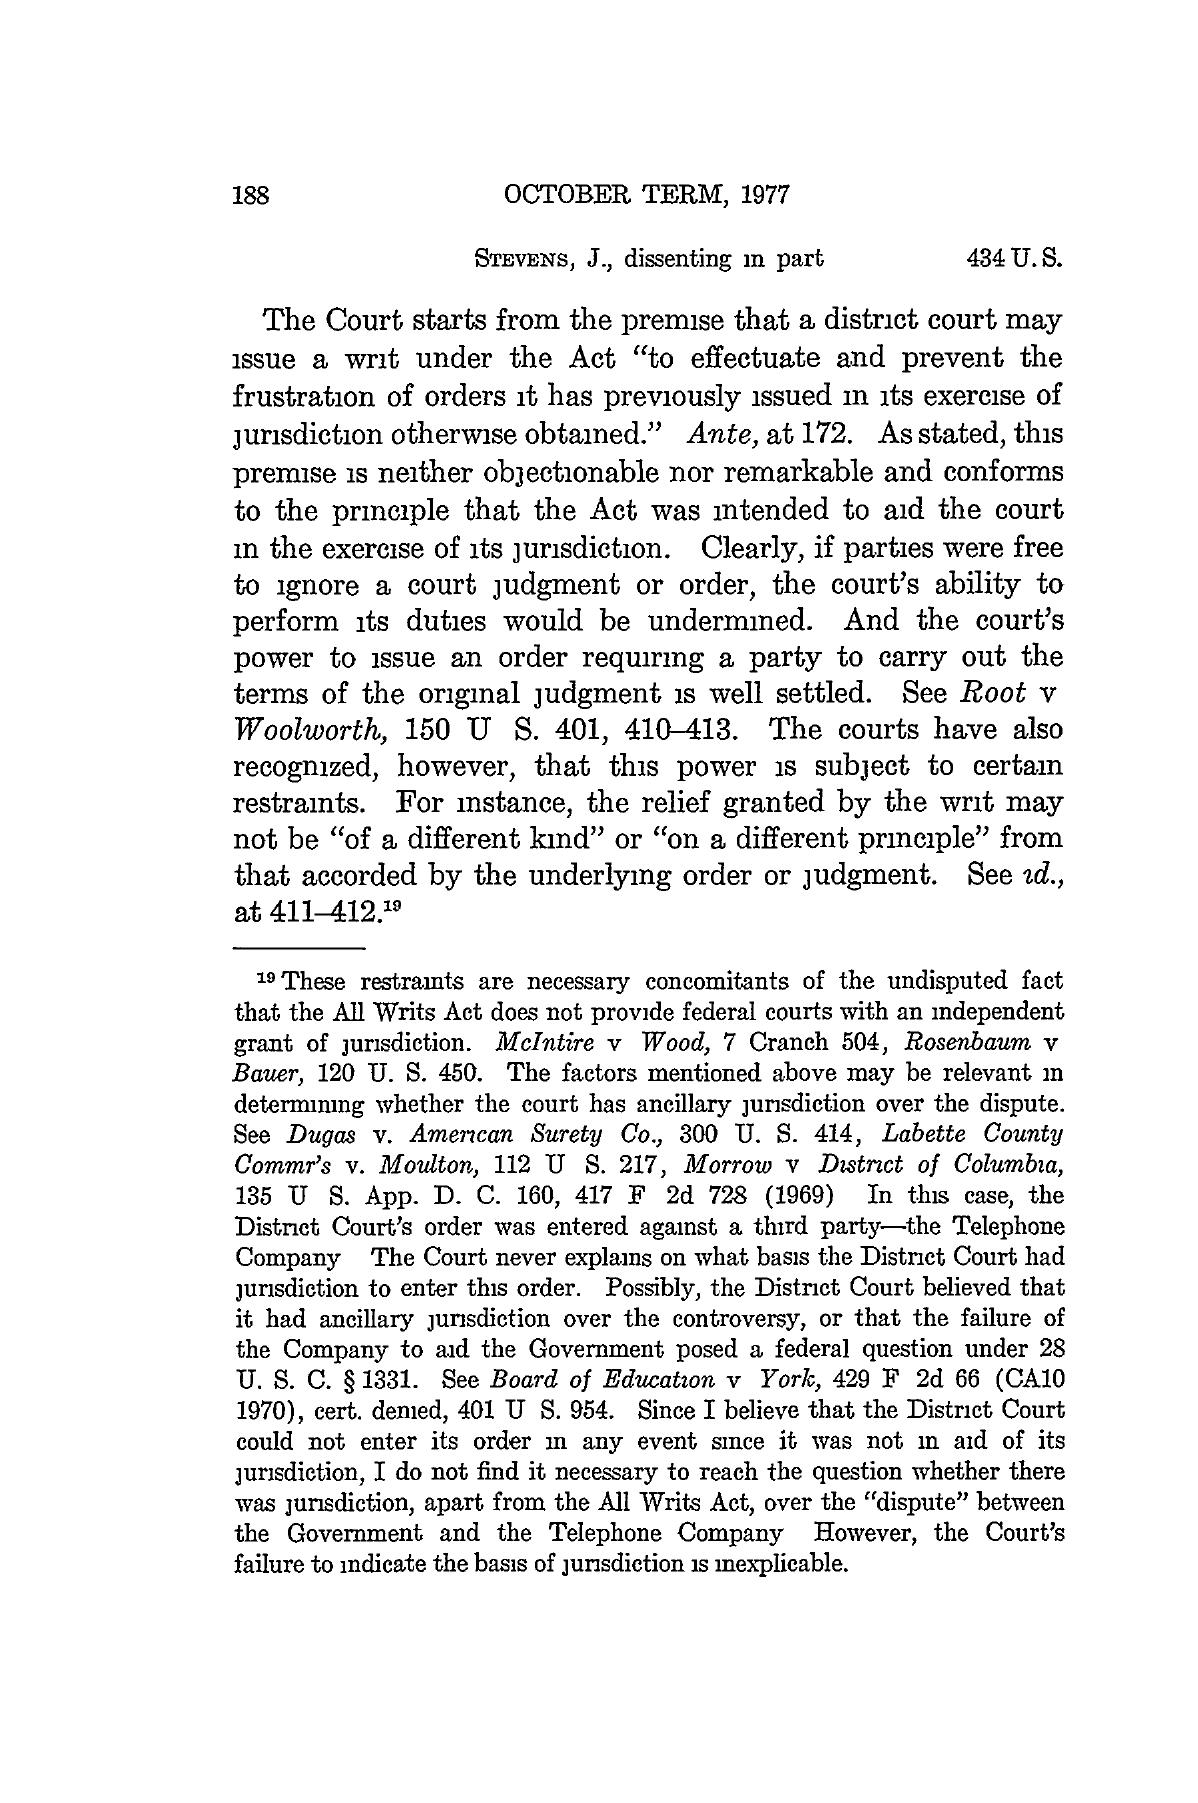 188 OCTOBER TERM, 1977
STEVENS, J., dissenting in part 434 U. S.
The Court starts from the premise that a district court may
issue a writ under the Act "to effectuate and prevent the
frustration of orders it has previously issued in its exercise of
jurisdiction otherwise obtained." Ante, at 172. As stated, this
premise is neither objectionable nor remarkable and conforms
to the principle that the Act was intended to aid the court
in the exercise of its jurisdiction. Clearly, if parties were free
to ignore a court judgment or order, the court's ability to
perform its duties would be undermined. And the court's
power to issue an order requiring a party to carry out the
terms of the original judgment is well settled. See Root v
Woolworth, 150 U S. 401, 410–413. The courts have also
recognized, however, that this power is subject to certain
restraints. For instance, the relief granted by the writ may
not be "of a different kind" or "on a different principle" from
that accorded by the underlying order or judgment. See id.,
at 411–412.¹⁹
¹⁹ These restraints are necessary concomitants of the undisputed fact
that the All Writs Act does not provide federal courts with an independent
grant of jurisdiction. McIntire v Wood, 7 Cranch 504, Rosenbaum v
Bauer, 120 U. S. 450. The factors mentioned above may be relevant in
determining whether the court has ancillary jurisdiction over the dispute.
See Dugas v. American Surety Co., 300 U. S. 414, Labette County
Commr's v. Moulton, 112 U S. 217, Morrow v District of Columbia,
135 U S. App. D. C. 160, 417 F 2d 728 (1969) In this case, the
District Court's order was entered against a third party—the Telephone
Company The Court never explains on what basis the District Court had
jurisdiction to enter this order. Possibly, the District Court believed that
it had ancillary jurisdiction over the controversy, or that the failure of
the Company to aid the Government posed a federal question under 28
U. S. C. § 1331. See Board of Education v York, 429 F 2d 66 (CA10
1970), cert. denied, 401 U S. 954. Since I believe that the District Court
could not enter its order in any event since it was not in aid of its
jurisdiction, I do not find it necessary to reach the question whether there
was jurisdiction, apart from the All Writs Act, over the "dispute" between
the Government and the Telephone Company However, the Court's
failure to indicate the basis of jurisdiction is inexplicable.